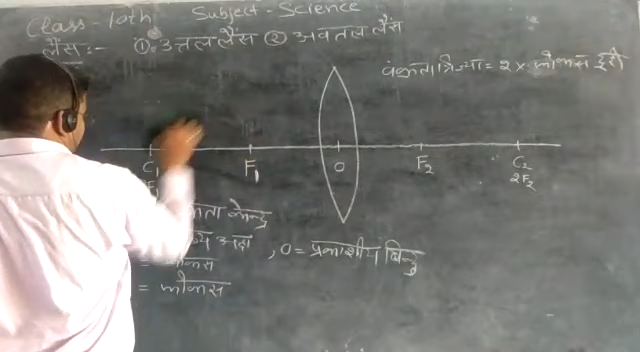 Class-10th Subject-Science
लैंस:- ①=उत्तल लैंस ② अवतल लैंस
वक्रता त्रिज्या = 2 x फोकस दूरी
C₁ F₁ O F₂ C₂
2F₂
केन्द्र
अक्ष , O = प्रकाशीय बिन्दु
= फोकस